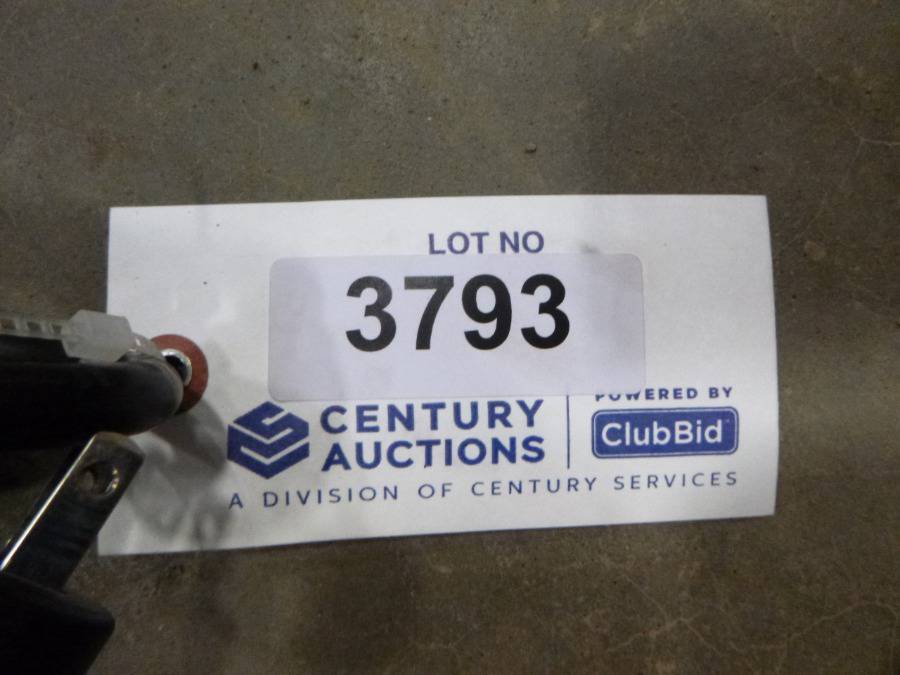 LOT NO
3793
CENTURY
AUCTIONS
POWERED BY
ClubBid
A DIVISION OF CENTURY SERVICES